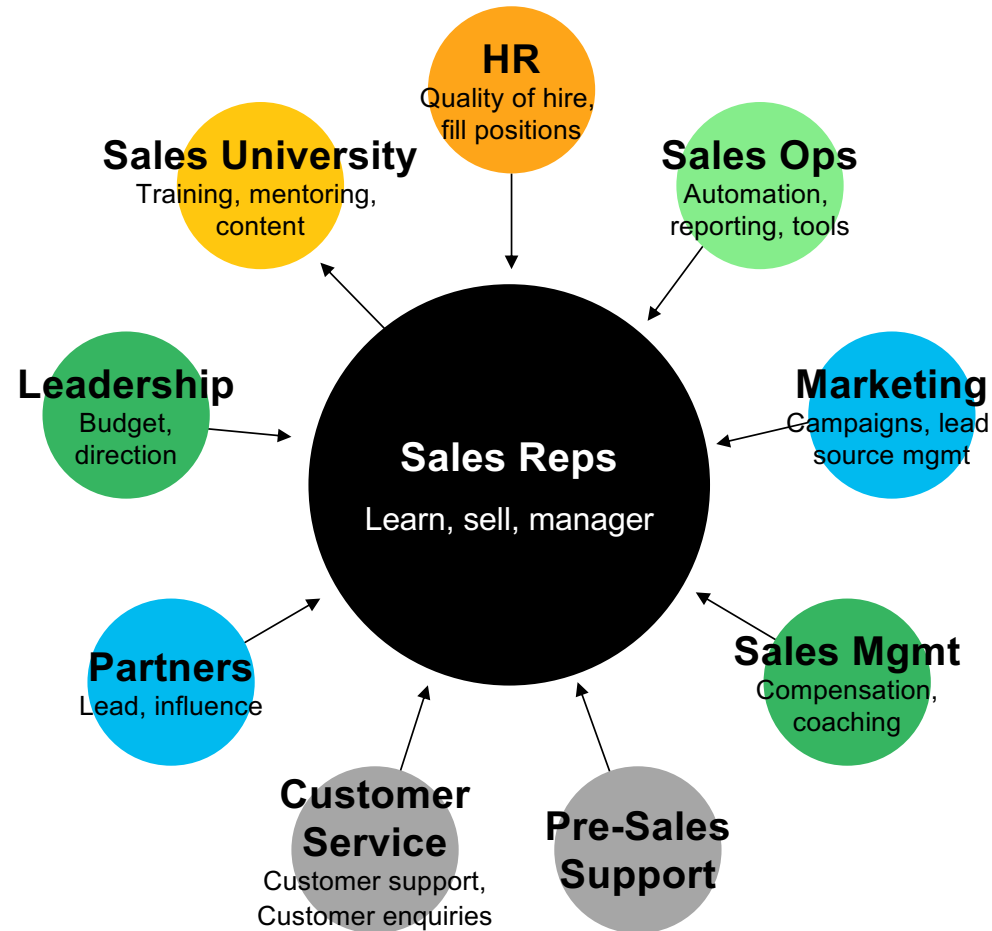 HR
Quality of hire,
fill positions
Sales University
Training, mentoring,
content
Sales Ops
Automation,
reporting, tools
Leadership
Budget,
direction
Marketing
Campaigns, lead
source mgmt
Sales Reps
Learn, sell, manager
Partners
Lead, influence
Sales Mgmt
Compensation,
coaching
Customer
Service
Customer support,
Customer enquiries
Pre-Sales
Support